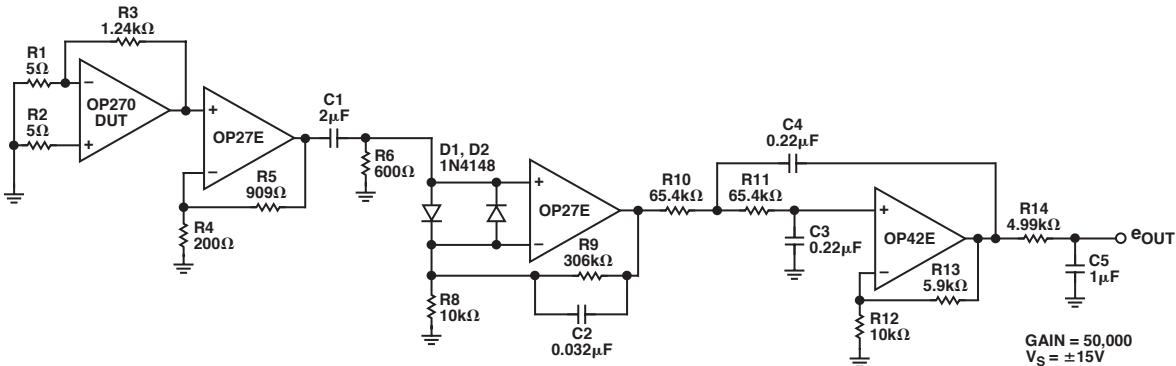 R3
1.24kΩ
R1
5Ω
R2
5Ω
−
+
OP270
DUT
+
−
OP27E
R5
909Ω
R4
200Ω
C1
2μF
R6
600Ω
D1, D2
1N4148
+
−
OP27E
R9
306kΩ
R8
10kΩ
C2
0.032μF
R10
65.4kΩ
R11
65.4kΩ
C4
0.22μF
C3
0.22μF
+
−
OP42E
R13
5.9kΩ
R12
10kΩ
R14
4.99kΩ
eOUT
C5
1μF
GAIN = 50,000
VS = ±15V